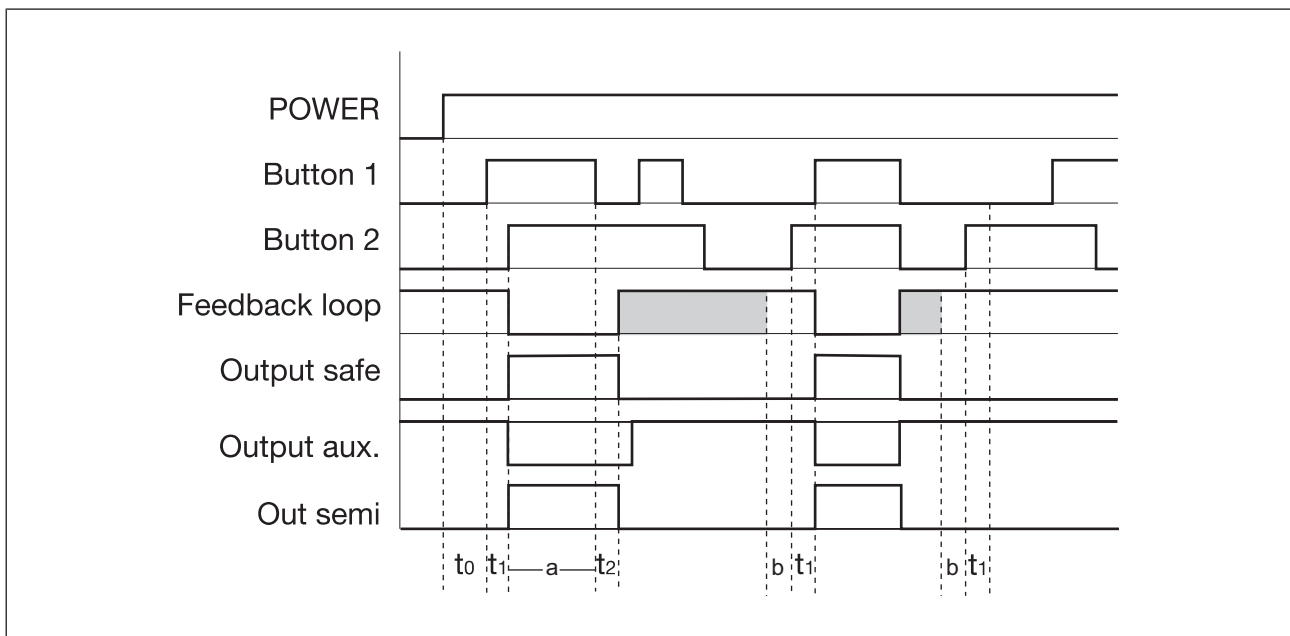 POWER
Button 1
Button 2
Feedback loop
Output safe
Output aux.
Out semi
t0 t1 a t2 b t1 b t1